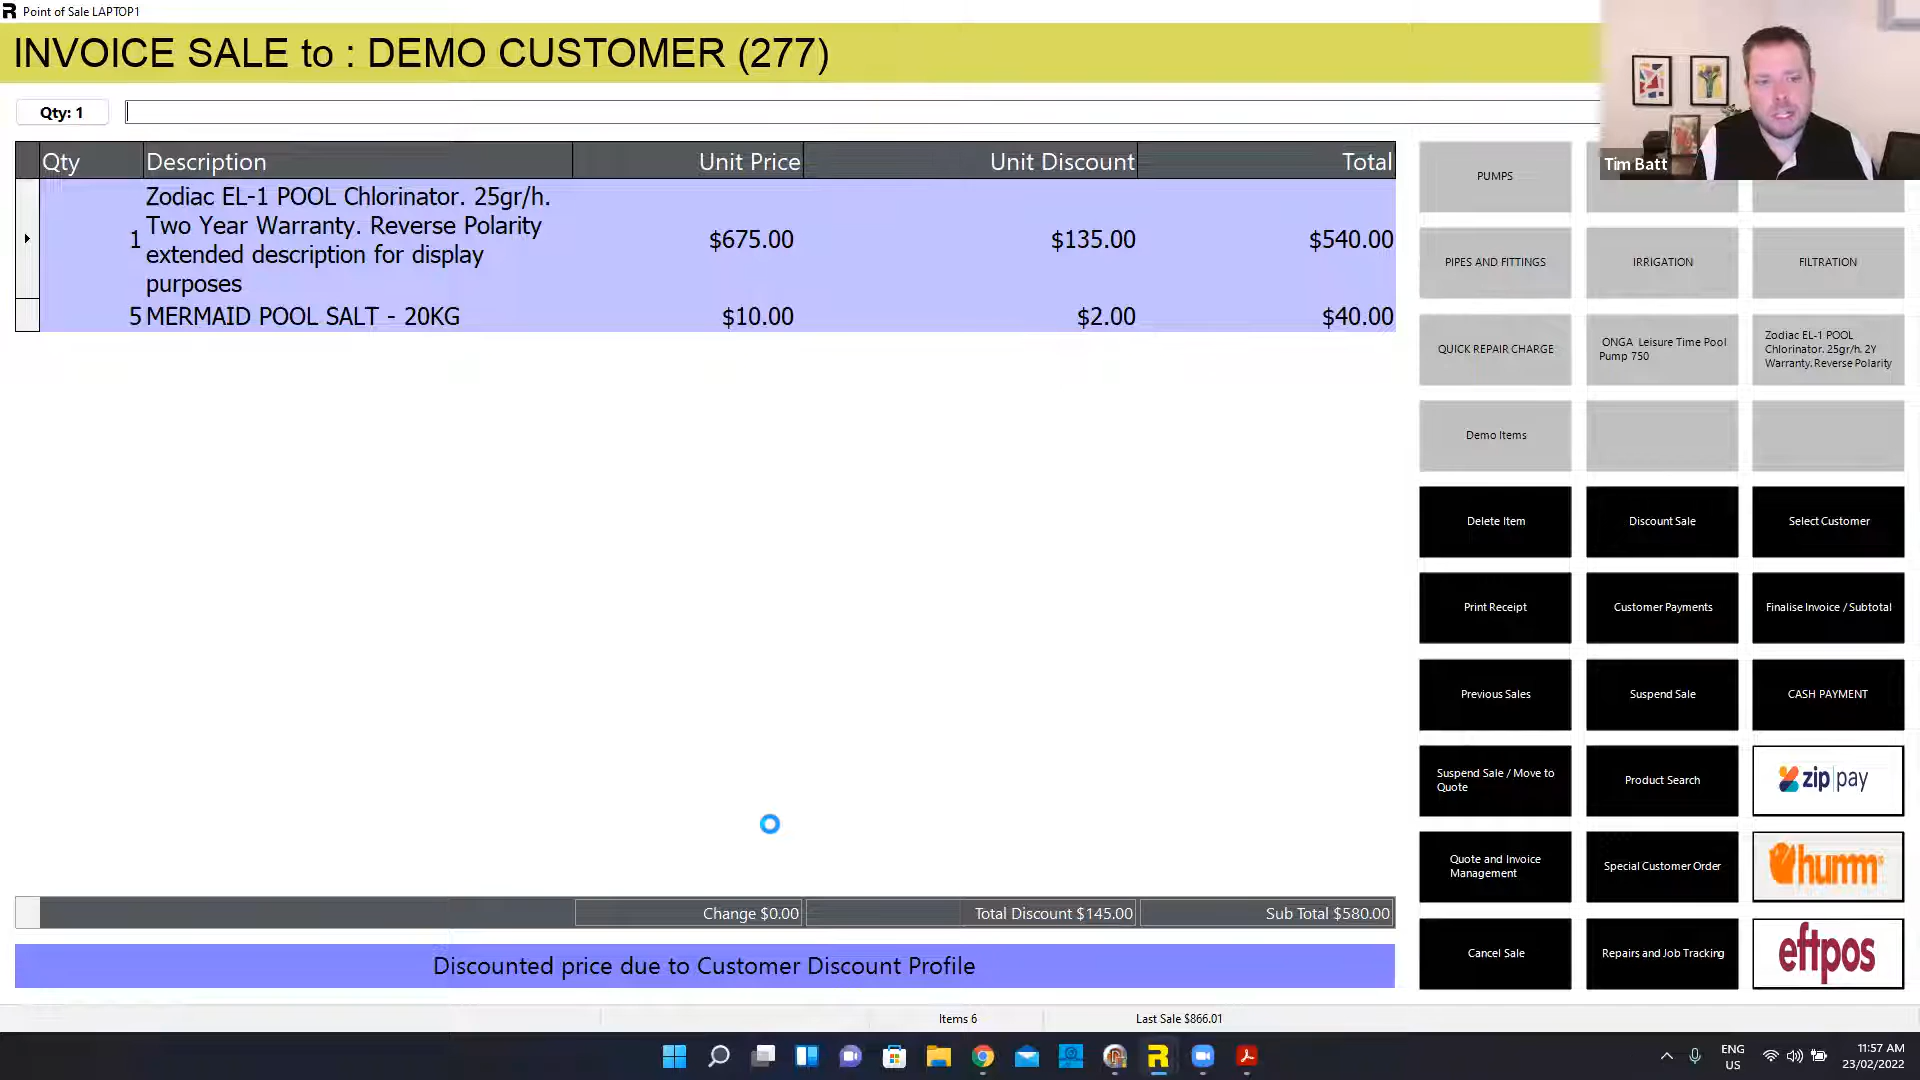 Point of Sale LAPTOP1
INVOICE SALE to : DEMO CUSTOMER (277)
Qty: 1
Qty Description Unit Price Unit Discount Total
Zodiac EL-1 POOL Chlorinator. 25gr/h.
Two Year Warranty. Reverse Polarity
extended description for display
purposes
1 $675.00 $135.00 $540.00
5 MERMAID POOL SALT - 20KG $10.00 $2.00 $40.00
Change $0.00 Total Discount $145.00 Sub Total $580.00
Discounted price due to Customer Discount Profile
Items 6 Last Sale $866.01
Tim Batt
PUMPS
PIPES AND FITTINGS
IRRIGATION
FILTRATION
QUICK REPAIR CHARGE
ONGA Leisure Time Pool
Pump 750
Zodiac EL-1 POOL
Chlorinator. 25gr/h. 2Y
Warranty. Reverse Polarity
Demo Items
Delete Item
Discount Sale
Select Customer
Print Receipt
Customer Payments
Finalise Invoice / Subtotal
Previous Sales
Suspend Sale
CASH PAYMENT
Suspend Sale / Move to
Quote
Product Search
zip pay
Quote and Invoice
Management
Special Customer Order
humm
Cancel Sale
Repairs and Job Tracking
eftpos
ENG
US
11:57 AM
23/02/2022